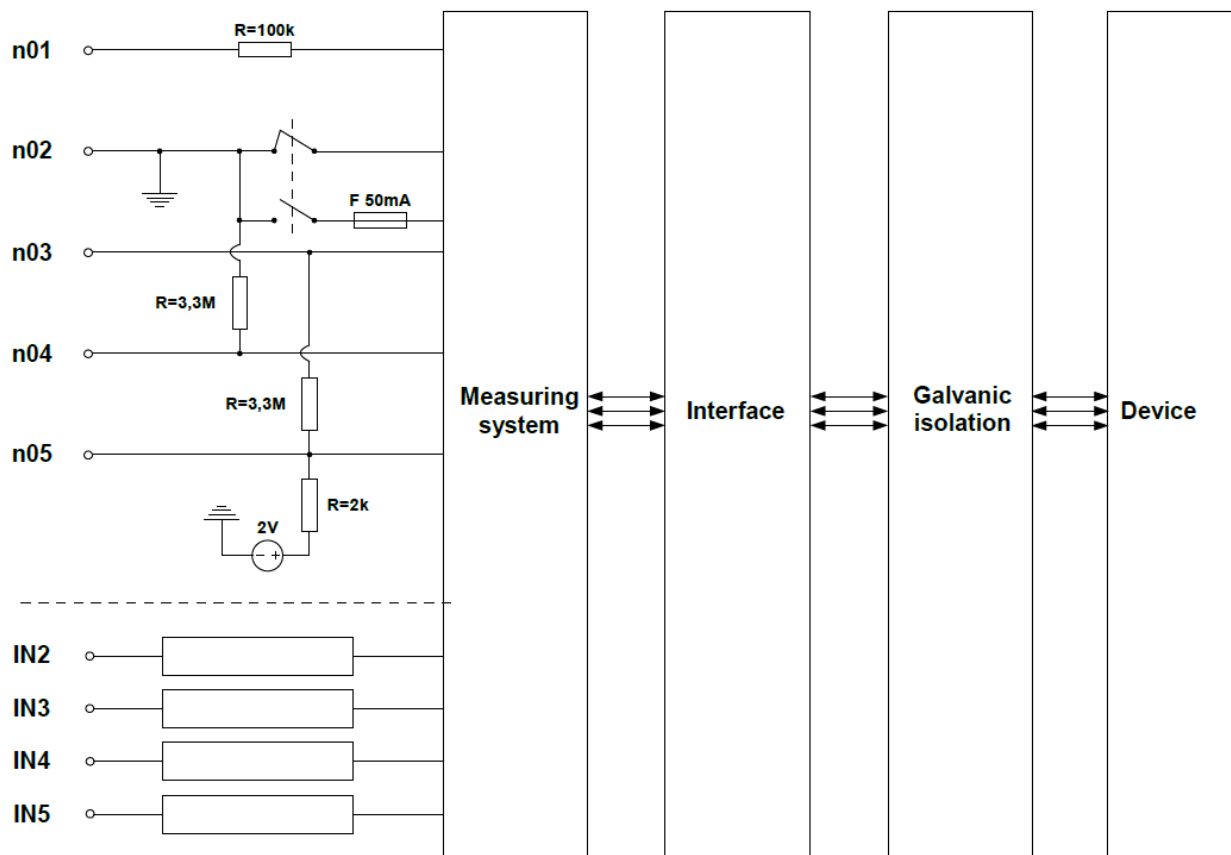 R=100k
n01
n02
F 50mA
n03
R=3,3M
n04
R=3,3M
n05
R=2k
2V
- +
IN2
IN3
IN4
IN5
Measuring
system
Interface
Galvanic
isolation
Device